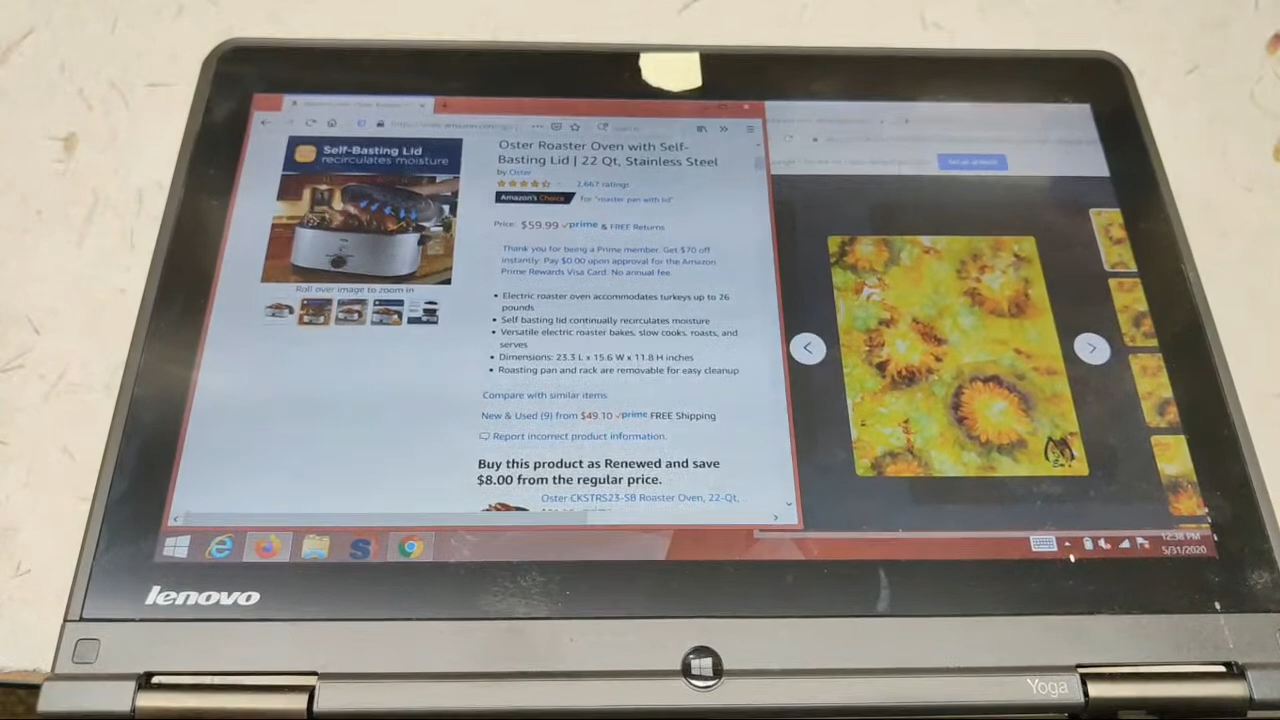 Self-Basting Lid
recirculates moisture
Roll over image to zoom in
Oster Roaster Oven with Self-
Basting Lid | 22 Qt, Stainless Steel
by Oster
2,667 ratings
Amazon's Choice for "roaster pan with lid"
Price: $59.99 prime & FREE Returns
Thank you for being a Prime member. Get $70 off
instantly: Pay $0.00 upon approval for the Amazon
Prime Rewards Visa Card. No annual fee.
• Electric roaster oven accommodates turkeys up to 26
pounds
• Self basting lid continually recirculates moisture
• Versatile electric roaster bakes, slow cooks, roasts, and
serves
• Dimensions: 23.3 L x 15.6 W x 11.8 H inches
• Roasting pan and rack are removable for easy cleanup
Compare with similar items
New & Used (9) from $49.10 prime FREE Shipping
Report incorrect product information.
Buy this product as Renewed and save
$8.00 from the regular price.
Oster CKSTRS23-SB Roaster Oven, 22-Qt,
12:38 PM
5/31/2020
lenovo
Yoga